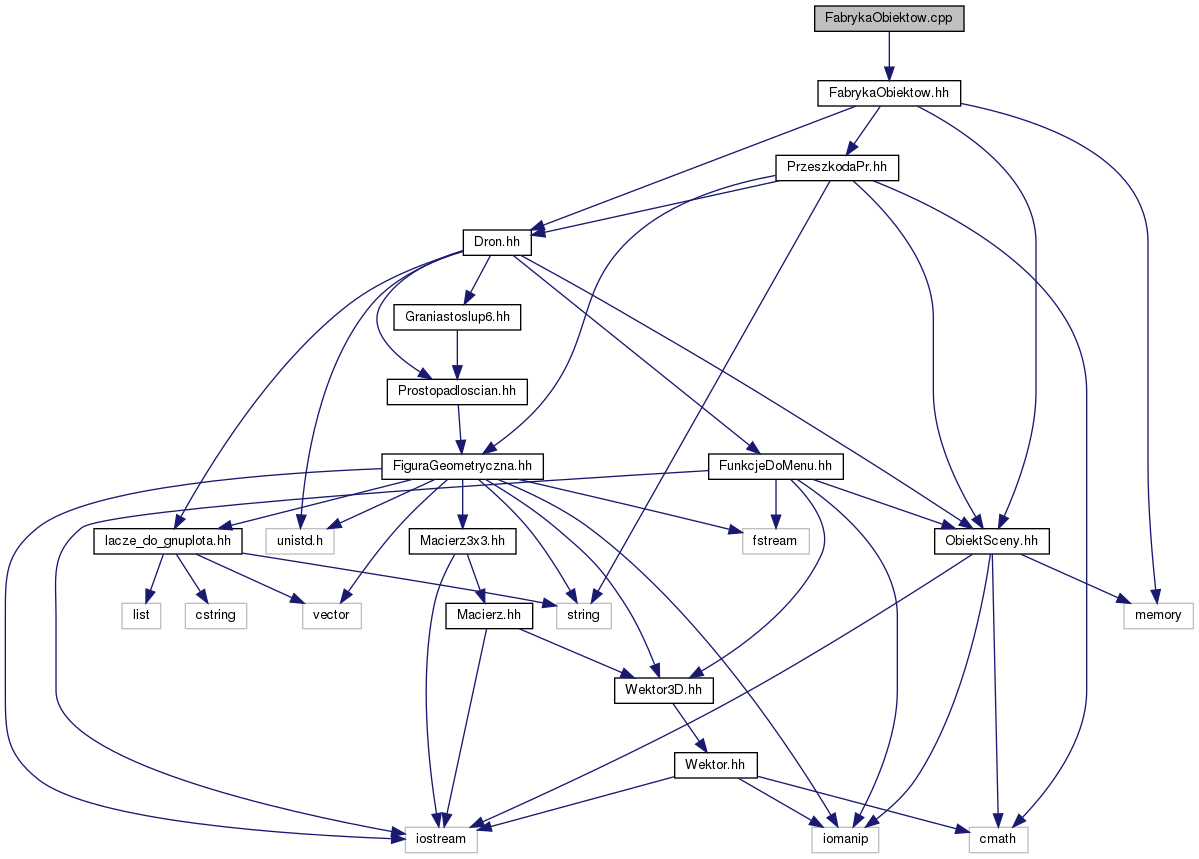 FabrykaObiektow.cpp
FabrykaObiektow.hh
PrzeszkodaPr.hh
Dron.hh
Graniastoslup6.hh
Prostopadloscian.hh
FiguraGeometryczna.hh
FunkcjeDoMenu.hh
lacze_do_gnuplota.hh
unistd.h
Macierz3x3.hh
fstream
ObiektSceny.hh
list
cstring
vector
Macierz.hh
string
memory
Wektor3D.hh
Wektor.hh
iostream
iomanip
cmath